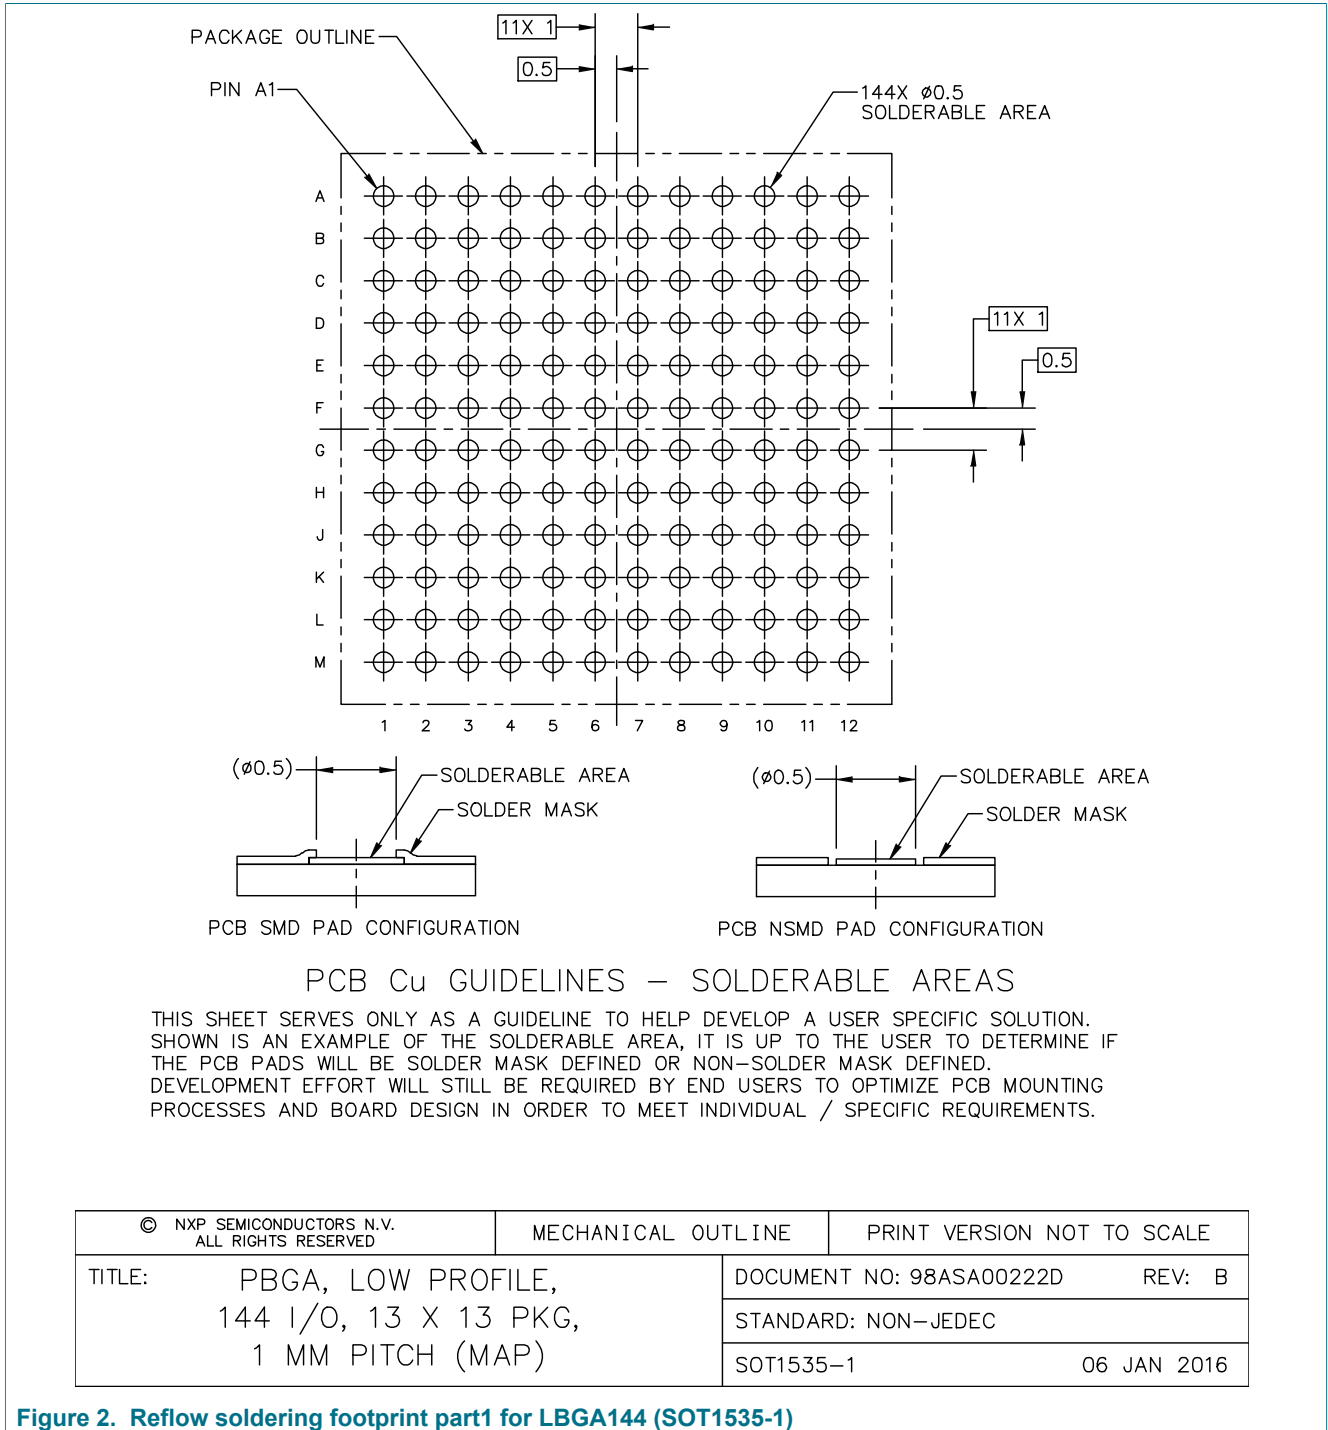 PACKAGE OUTLINE
11X 1
0.5
PIN A1
144X ø0.5
SOLDERABLE AREA
A
B
C
D
11X 1
E
0.5
F
G
H
J
K
L
M
1 2 3 4 5 6 7 8 9 10 11 12
(ø0.5)
SOLDERABLE AREA
SOLDER MASK
PCB SMD PAD CONFIGURATION
(ø0.5)
SOLDERABLE AREA
SOLDER MASK
PCB NSMD PAD CONFIGURATION
PCB Cu GUIDELINES – SOLDERABLE AREAS
THIS SHEET SERVES ONLY AS A GUIDELINE TO HELP DEVELOP A USER SPECIFIC SOLUTION.
SHOWN IS AN EXAMPLE OF THE SOLDERABLE AREA, IT IS UP TO THE USER TO DETERMINE IF
THE PCB PADS WILL BE SOLDER MASK DEFINED OR NON-SOLDER MASK DEFINED.
DEVELOPMENT EFFORT WILL STILL BE REQUIRED BY END USERS TO OPTIMIZE PCB MOUNTING
PROCESSES AND BOARD DESIGN IN ORDER TO MEET INDIVIDUAL / SPECIFIC REQUIREMENTS.
© NXP SEMICONDUCTORS N.V.
ALL RIGHTS RESERVED
MECHANICAL OUTLINE
PRINT VERSION NOT TO SCALE
TITLE:
PBGA, LOW PROFILE,
144 I/O, 13 X 13 PKG,
1 MM PITCH (MAP)
DOCUMENT NO: 98ASA00222D REV: B
STANDARD: NON-JEDEC
SOT1535-1 06 JAN 2016
Figure 2. Reflow soldering footprint part1 for LBGA144 (SOT1535-1)